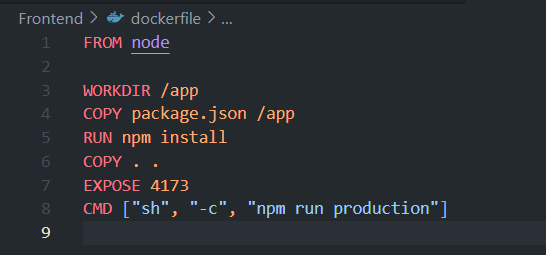 Frontend > dockerfile > ...
1 FROM node
2
3 WORKDIR /app
4 COPY package.json /app
5 RUN npm install
6 COPY . .
7 EXPOSE 4173
8 CMD ["sh", "-c", "npm run production"]
9